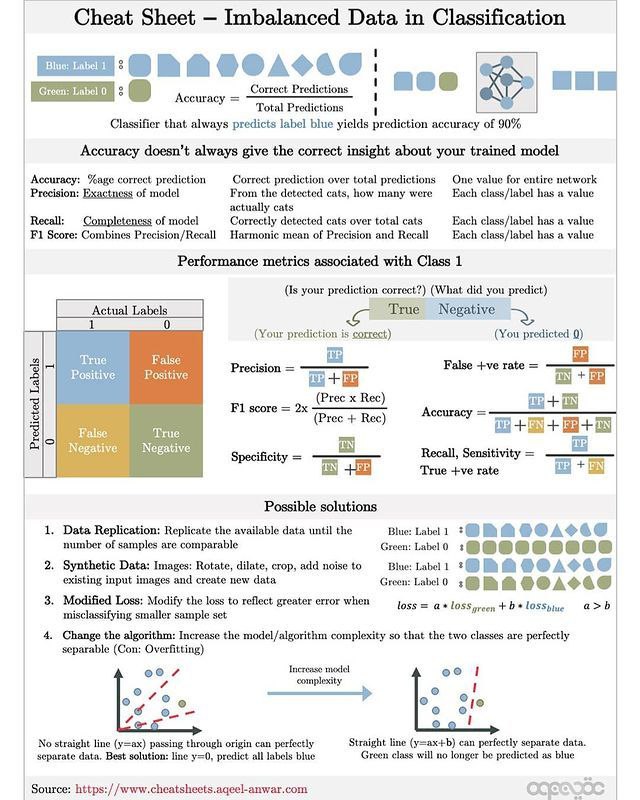 Cheat Sheet – Imbalanced Data in Classification
Blue: Label 1
Green: Label 0
Accuracy = Correct Predictions / Total Predictions
Classifier that always predicts label blue yields prediction accuracy of 90%
Accuracy doesn't always give the correct insight about your trained model
Accuracy: %age correct prediction Correct prediction over total predictions One value for entire network
Precision: Exactness of model From the detected cats, how many were Each class/label has a value
actually cats
Recall: Completeness of model Correctly detected cats over total cats Each class/label has a value
F1 Score: Combines Precision/Recall Harmonic mean of Precision and Recall Each class/label has a value
Performance metrics associated with Class 1
Actual Labels
1 0
Predicted Labels
1
True Positive
False Positive
0
False Negative
True Negative
(Is your prediction correct?) (What did you predict)
True Negative
(Your prediction is correct) (You predicted 0)
Precision = TP / TP + FP
False +ve rate = FP / TN + FP
F1 score = 2x (Prec x Rec) / (Prec + Rec)
Accuracy = TP + TN / TP + FN + FP + TN
Specificity = TN / TN + FP
Recall, Sensitivity = TP / TP + FN
True +ve rate
Possible solutions
1. Data Replication: Replicate the available data until the
number of samples are comparable
Blue: Label 1
Green: Label 0
2. Synthetic Data: Images: Rotate, dilate, crop, add noise to
existing input images and create new data
Blue: Label 1
Green: Label 0
3. Modified Loss: Modify the loss to reflect greater error when
misclassifying smaller sample set
loss = a * loss green + b * loss blue a > b
4. Change the algorithm: Increase the model/algorithm complexity so that the two classes are perfectly
separable (Con: Overfitting)
Increase model
complexity
No straight line (y=ax) passing through origin can perfectly
separate data. Best solution: line y=0, predict all labels blue
Straight line (y=ax+b) can perfectly separate data.
Green class will no longer be predicted as blue
Source: https://www.cheatsheets.aqeel-anwar.com